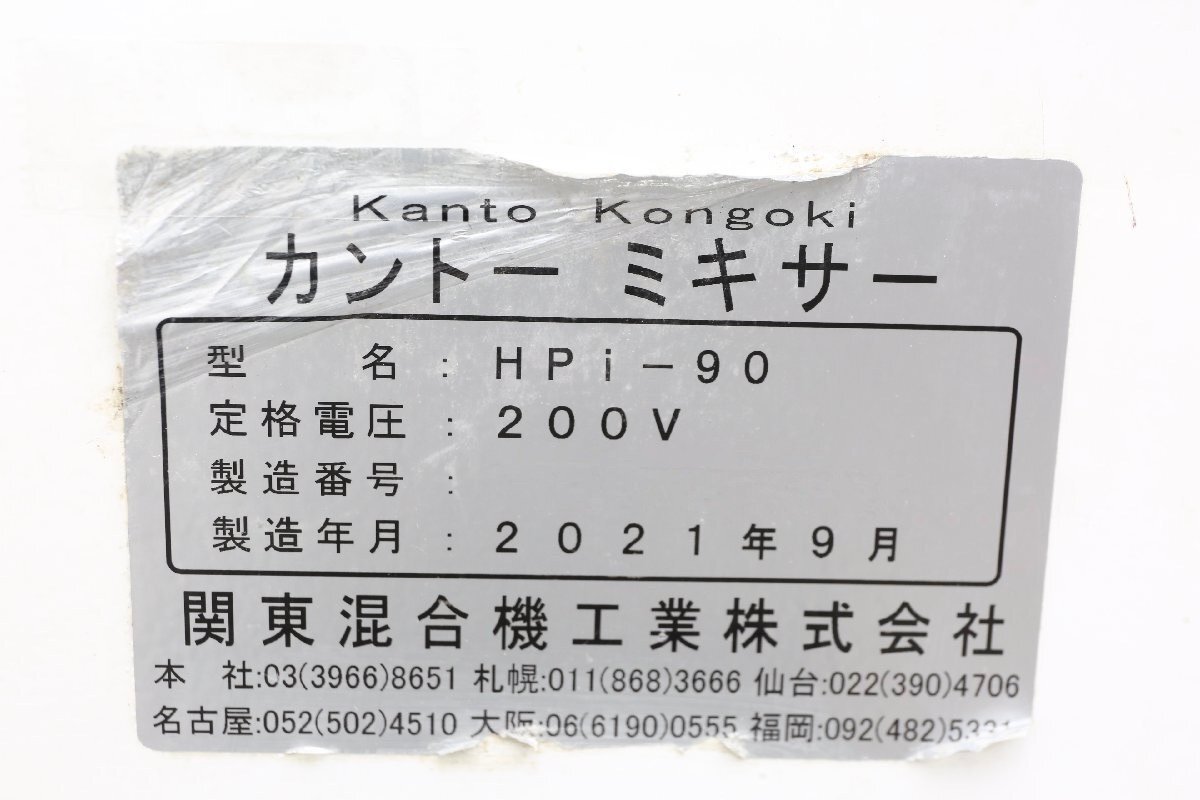 Kanto Kongoki
カントー ミキサー
型名：HPi－90
定格電圧：200V
製造番号：
製造年月：2021年9月
関東混合機工業株式会社
本 社:03(3966)8651 札幌:011(868)3666 仙台:022(390)4706
名古屋:052(502)4510 大阪:06(6190)0555 福岡:092(482)